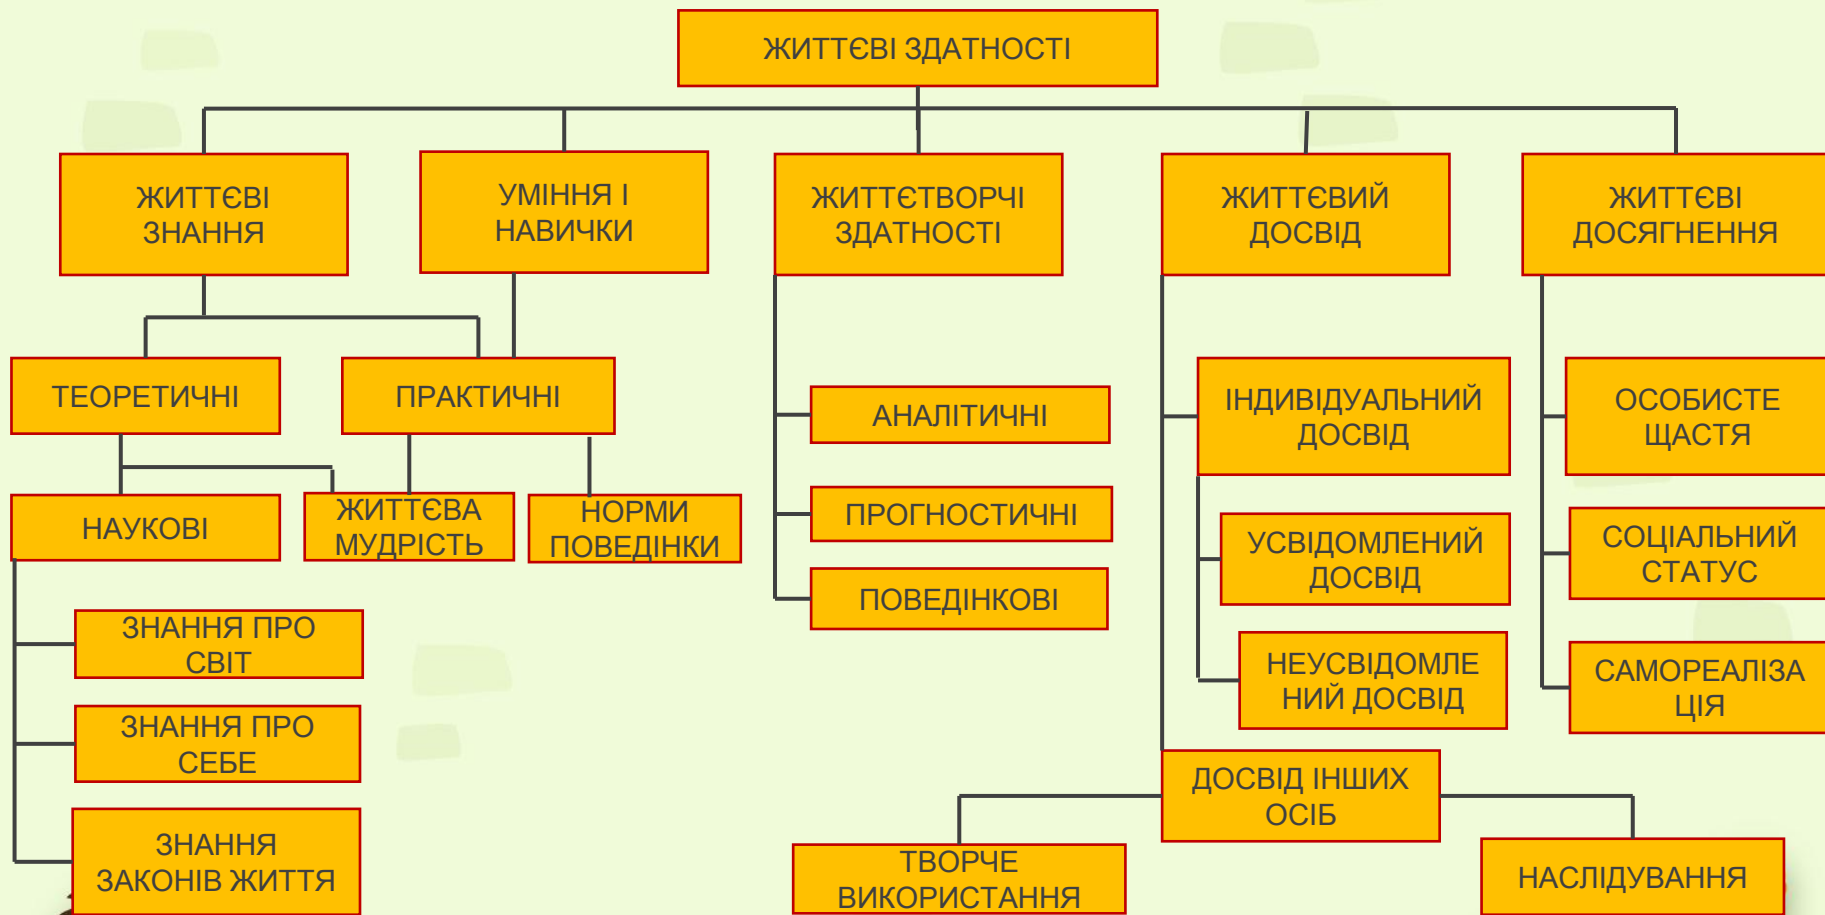 ЖИТТЄВІ ЗДАТНОСТІ
ЖИТТЄВІ
ЗНАННЯ
УМІННЯ І
НАВИЧКИ
ЖИТТЄТВОРЧІ
ЗДАТНОСТІ
ЖИТТЄВИЙ
ДОСВІД
ЖИТТЄВІ
ДОСЯГНЕННЯ
ТЕОРЕТИЧНІ
ПРАКТИЧНІ
НАУКОВІ
ЖИТТЄВА
МУДРІСТЬ
НОРМИ
ПОВЕДІНКИ
ЗНАННЯ ПРО
СВІТ
ЗНАННЯ ПРО
СЕБЕ
ЗНАННЯ
ЗАКОНІВ ЖИТТЯ
АНАЛІТИЧНІ
ПРОГНОСТИЧНІ
ПОВЕДІНКОВІ
ІНДИВІДУАЛЬНИЙ
ДОСВІД
УСВІДОМЛЕНИЙ
ДОСВІД
НЕУСВІДОМЛЕ
НИЙ ДОСВІД
ДОСВІД ІНШИХ
ОСІБ
ТВОРЧЕ
ВИКОРИСТАННЯ
НАСЛІДУВАННЯ
ОСОБИСТЕ
ЩАСТЯ
СОЦІАЛЬНИЙ
СТАТУС
САМОРЕАЛІЗА
ЦІЯ